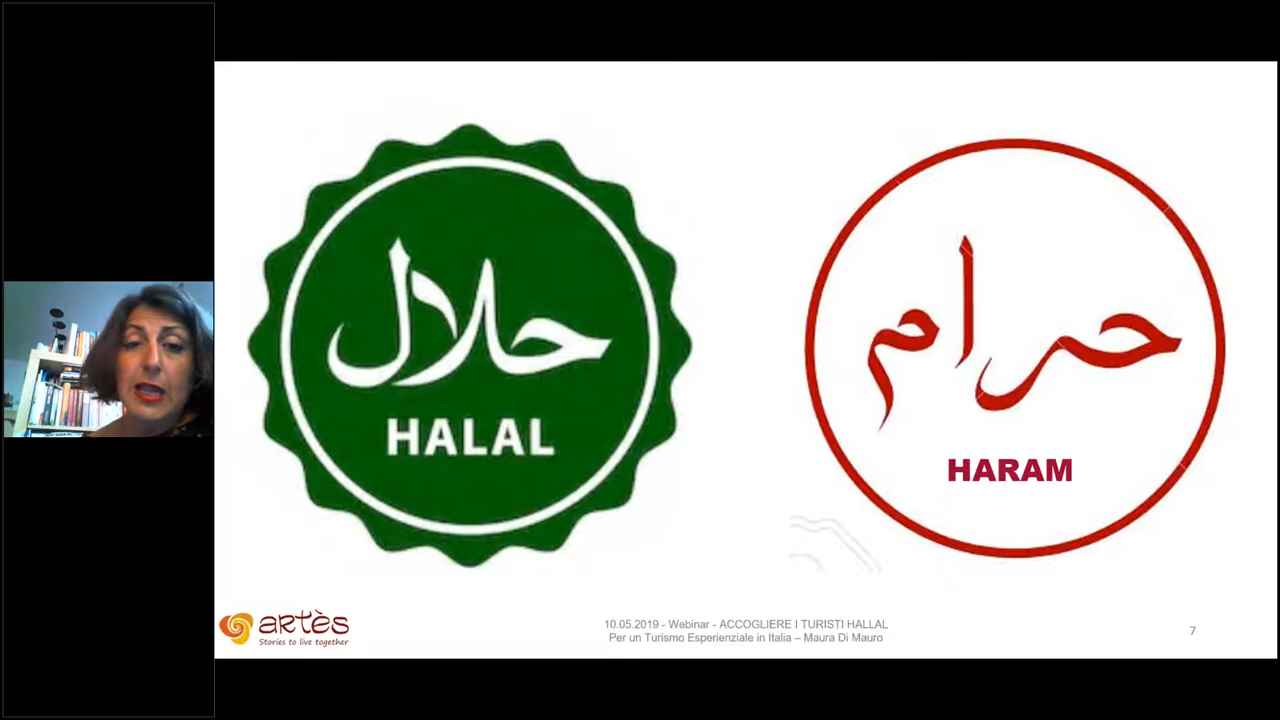 حلال
HALAL
حرام
HARAM
artès
Stories to live together
10.05.2019 - Webinar - ACCOGLIERE I TURISTI HALLAL
Per un Turismo Esperienziale in Italia – Maura Di Mauro
7